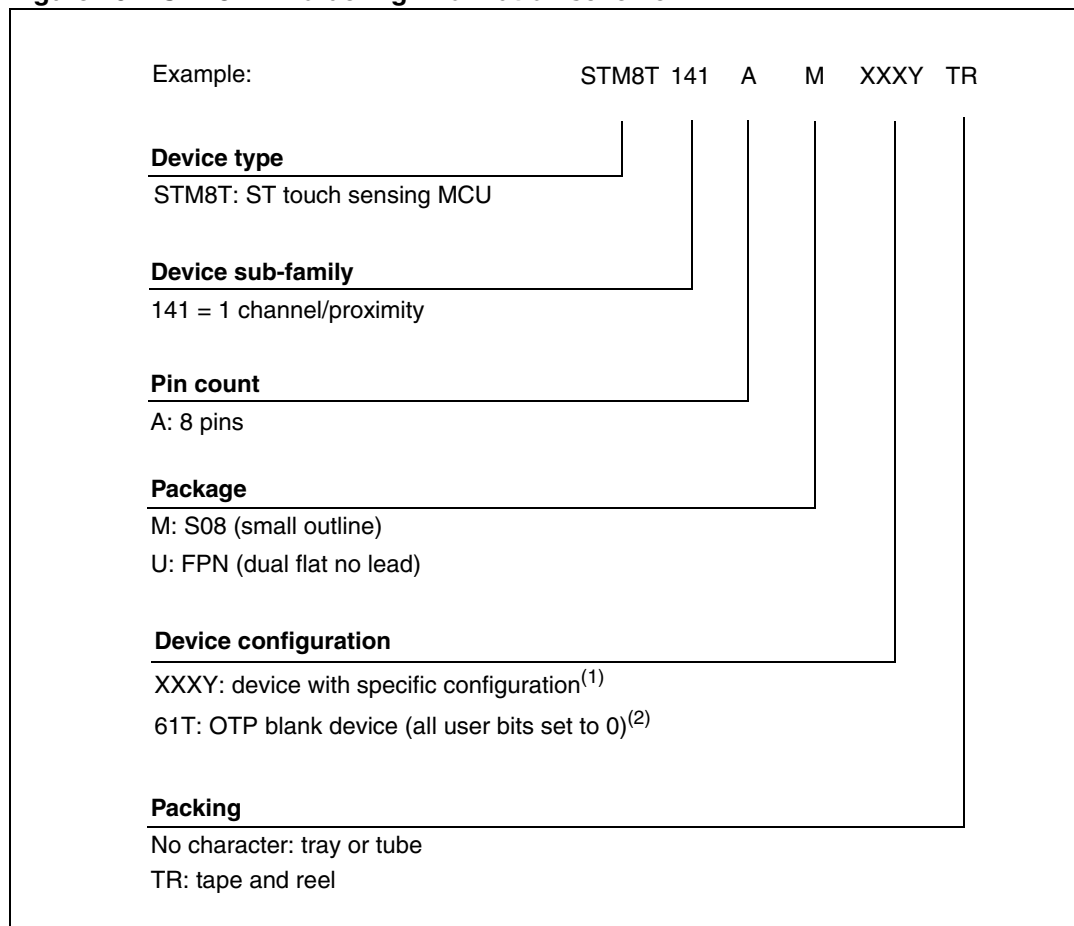 Example: STM8T 141 A M XXXY TR
Device type
STM8T: ST touch sensing MCU
Device sub-family
141 = 1 channel/proximity
Pin count
A: 8 pins
Package
M: S08 (small outline)
U: FPN (dual flat no lead)
Device configuration
XXXY: device with specific configuration(1)
61T: OTP blank device (all user bits set to 0)(2)
Packing
No character: tray or tube
TR: tape and reel